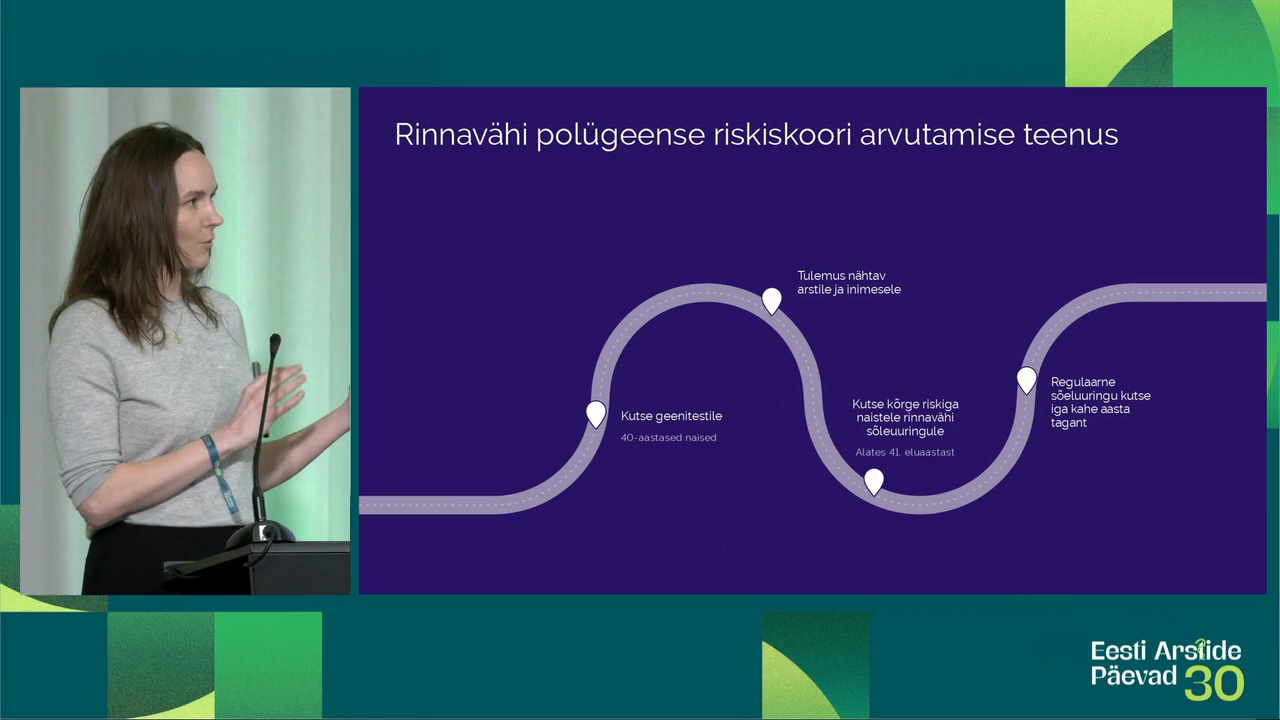 Rinnavähi polügeense riskiskoori arvutamise teenus
Tulemus nähtav
arstile ja inimesele
Kutse geenitestile
40-aastased naised
Kutse kõrge riskiga
naistele rinnavähi
sõleuuringule
Alates 41. eluaastast
Regulaarne
sõeluuringu kutse
iga kahe aasta
tagant
Eesti Arstide
Päevad 30